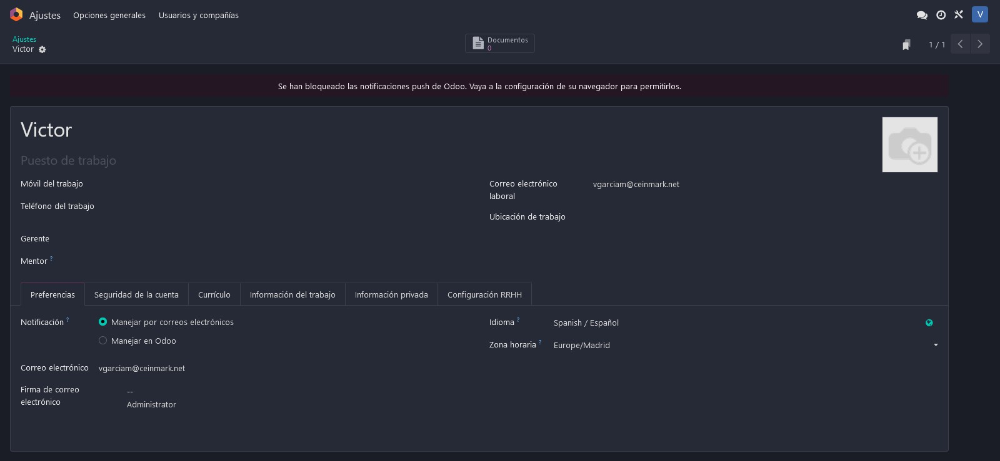 Ajustes
Opciones generales
Usuarios y compañías
V
Ajustes
Victor
Documentos
0
1 / 1
Se han bloqueado las notificaciones push de Odoo. Vaya a la configuración de su navegador para permitirlos.
Victor
Puesto de trabajo
Móvil del trabajo
Teléfono del trabajo
Gerente
Mentor ?
Correo electrónico
laboral
vgarciam@ceinmark.net
Ubicación de trabajo
Preferencias
Seguridad de la cuenta
Currículo
Información del trabajo
Información privada
Configuración RRHH
Notificación ?
Manejar por correos electrónicos
Manejar en Odoo
Correo electrónico
vgarciam@ceinmark.net
Firma de correo
electrónico
--
Administrator
Idioma ?
Spanish / Español
Zona horaria ?
Europe/Madrid